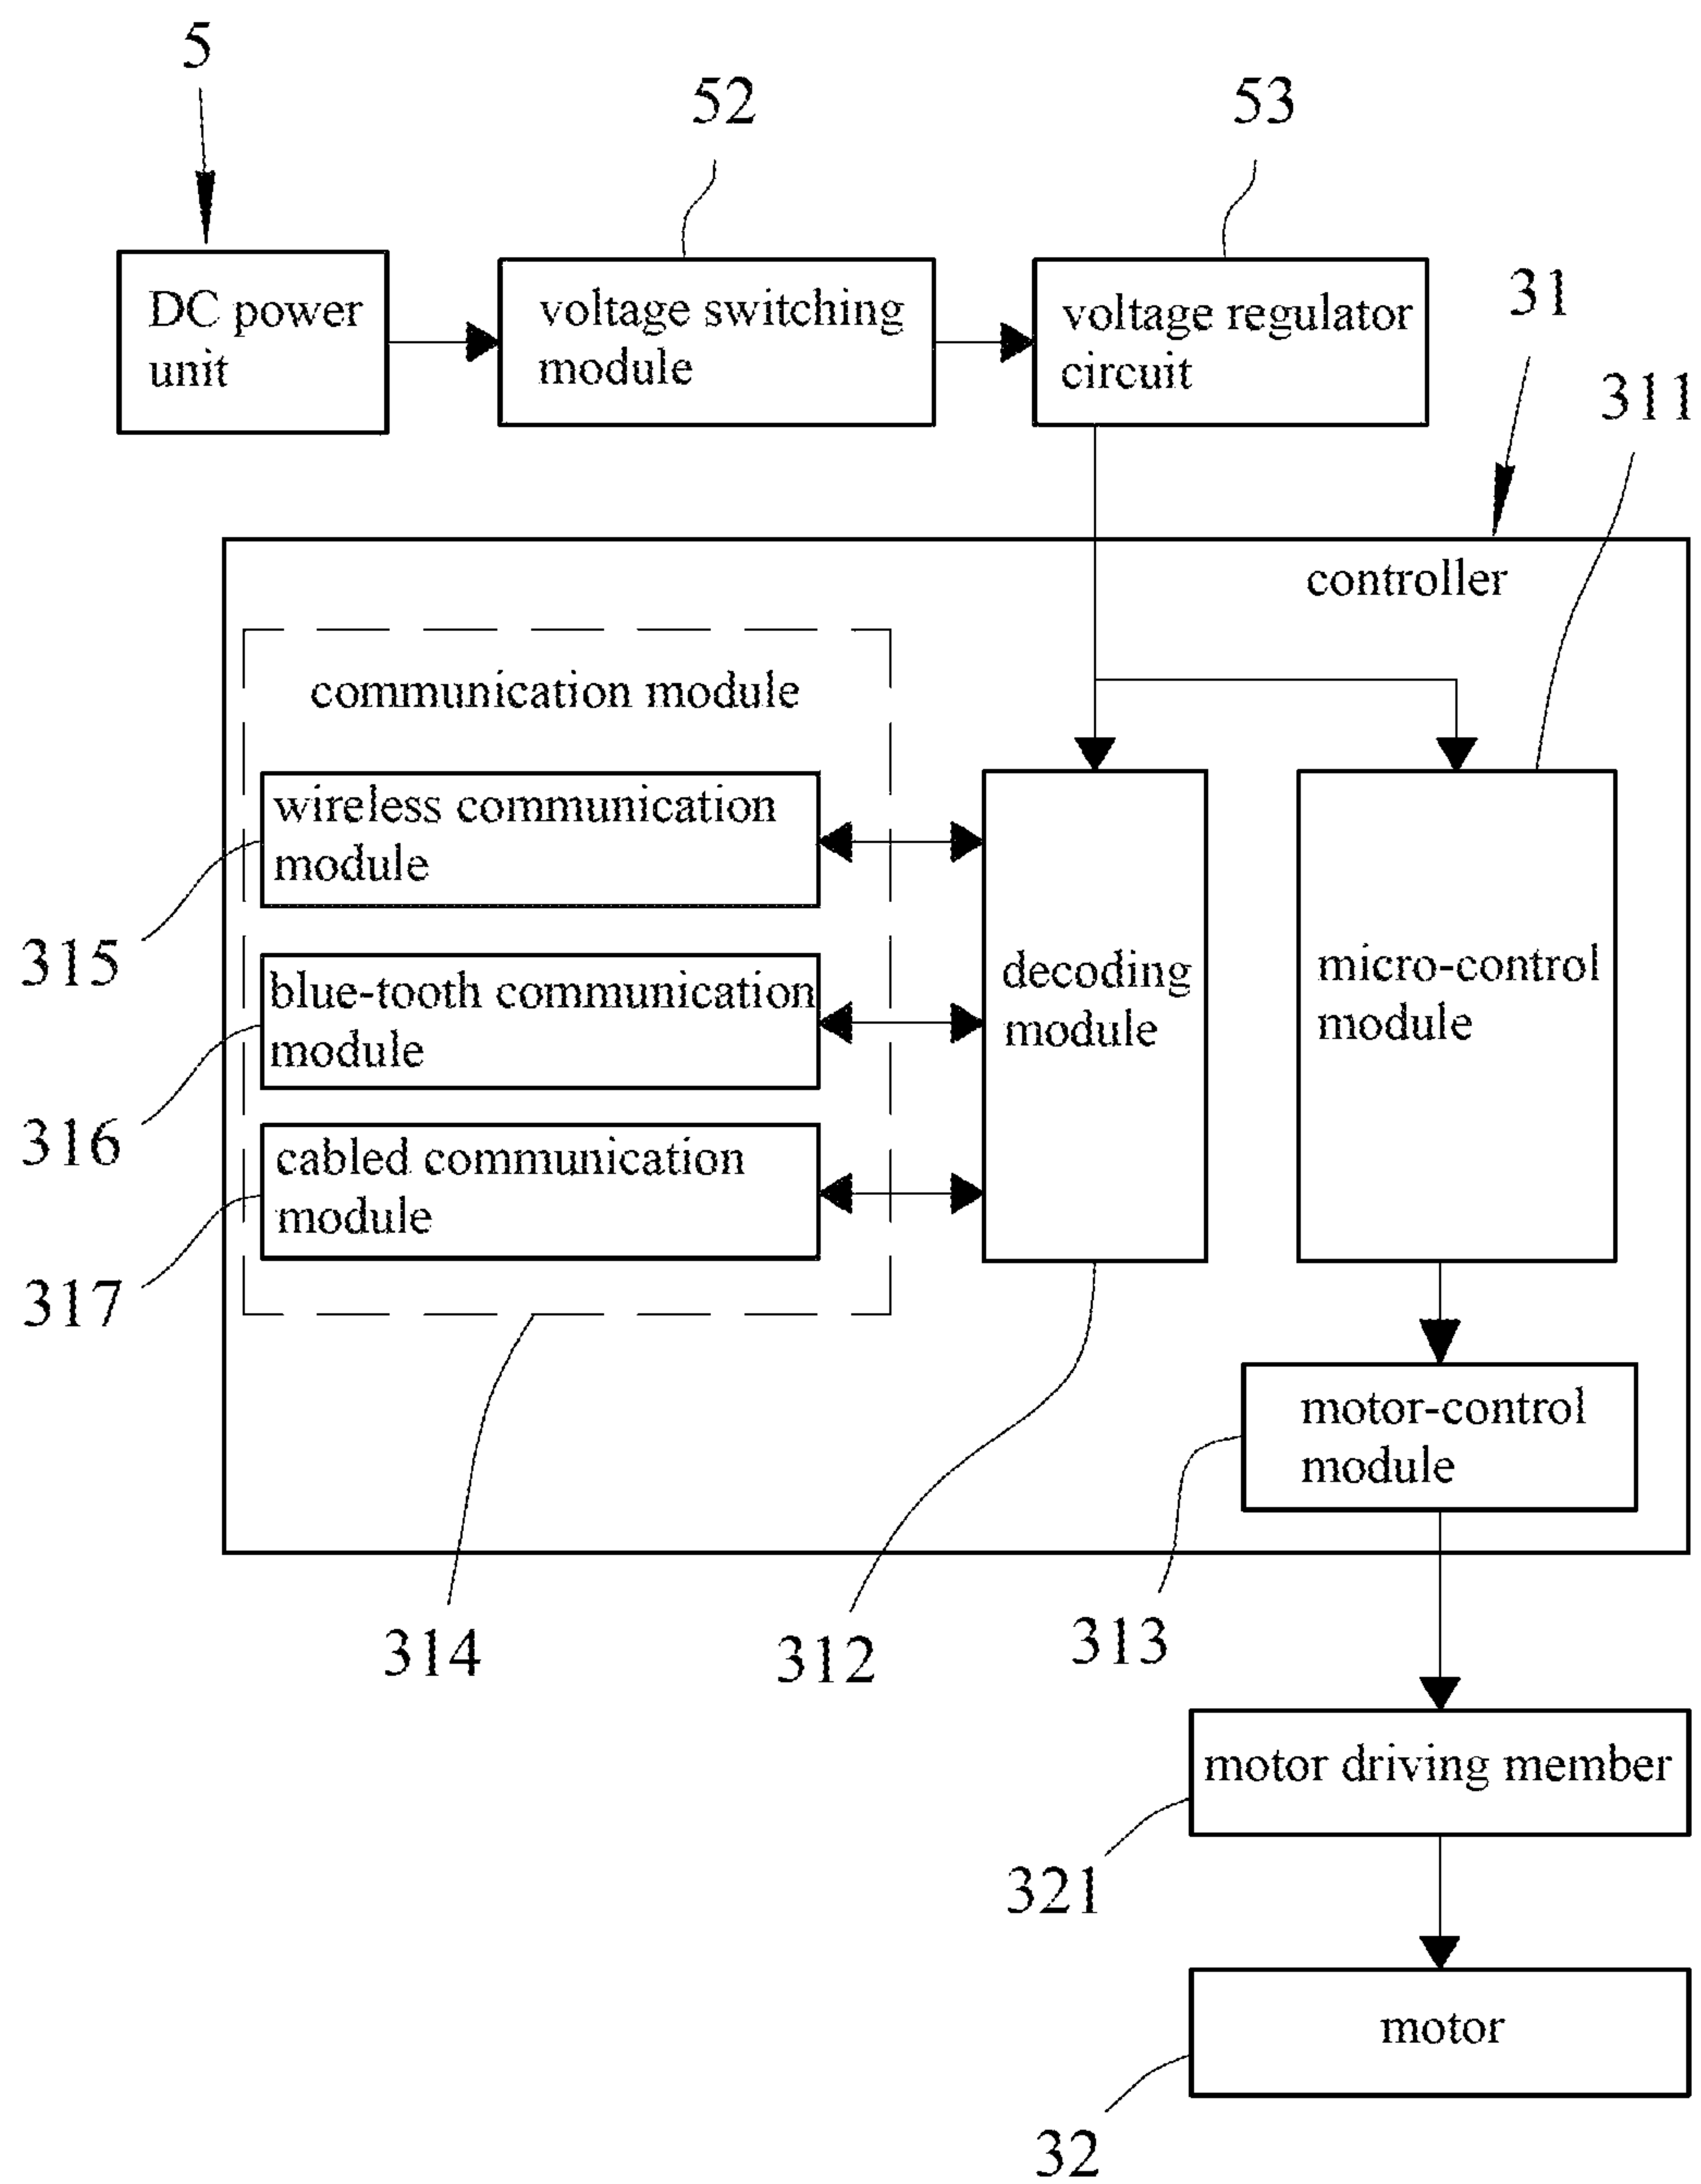 5
52
53
DC power
unit
voltage switching
module
voltage regulator
circuit
31
311
controller
communication module
wireless communication
module
315
blue-tooth communication
module
316
cabled communication
module
317
decoding
module
micro-control
module
motor-control
module
314
312
313
motor driving member
321
motor
32